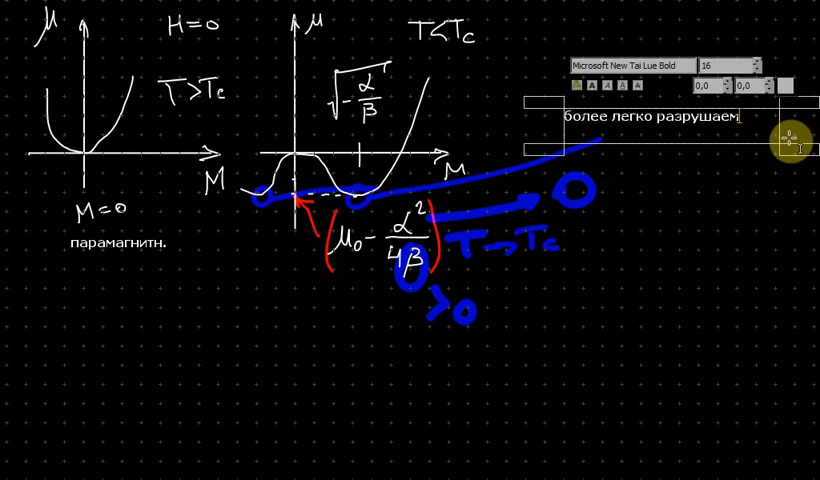 μ
H=0
T>Tc
M
M=0
парамагнитн.
μ
T<Tc
√-α/β
M
(μ₀ - α²/4β)
T→Tc
0
>0
Microsoft New Tai Lue Bold
16
A A A A
0,0
0,0
более легко разрушаем